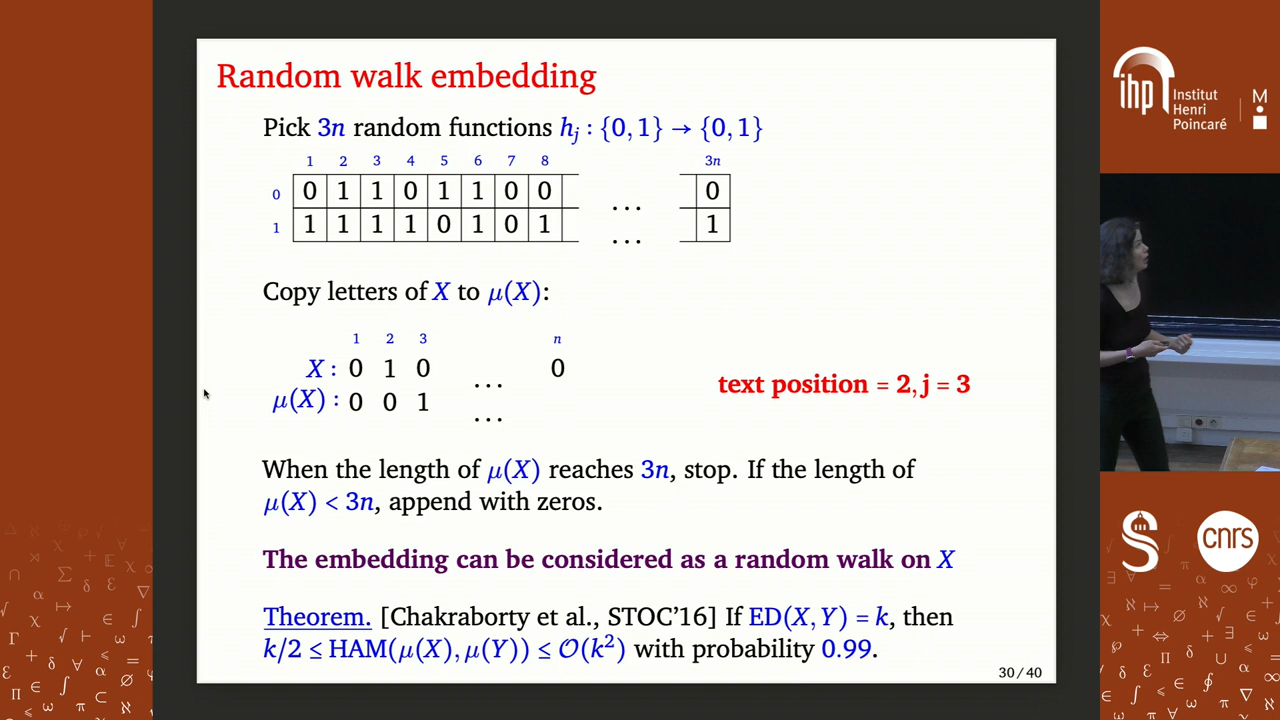 Random walk embedding
Pick 3n random functions h_j : {0, 1} → {0, 1}
1 2 3 4 5 6 7 8 3n
0 0 1 1 0 1 1 0 0 ... 0
1 1 1 1 1 0 1 0 1 ... 1
Copy letters of X to μ(X):
1 2 3 n
X : 0 1 0 ... 0
μ(X) : 0 0 1 ...
text position = 2, j = 3
When the length of μ(X) reaches 3n, stop. If the length of
μ(X) < 3n, append with zeros.
The embedding can be considered as a random walk on X
Theorem. [Chakraborty et al., STOC'16] If ED(X, Y) = k, then
k/2 ≤ HAM(μ(X), μ(Y)) ≤ O(k²) with probability 0.99.
30 / 40
ihp
Institut
Henri
Poincaré
M
i
S
cnrs